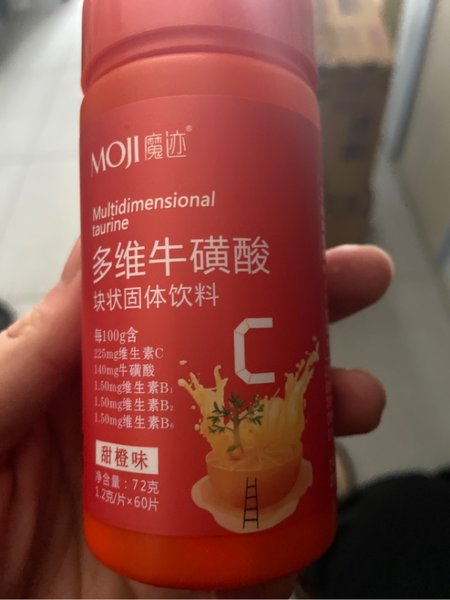 MOJI魔迹®
Multidimensional
taurine
多维牛磺酸
块状固体饮料
每100g含
225mg维生素C
140mg牛磺酸
1.50mg维生素B₁
1.50mg维生素B₂
1.50mg维生素B₆
C
甜橙味
净含量：72克
1.2克/片×60片